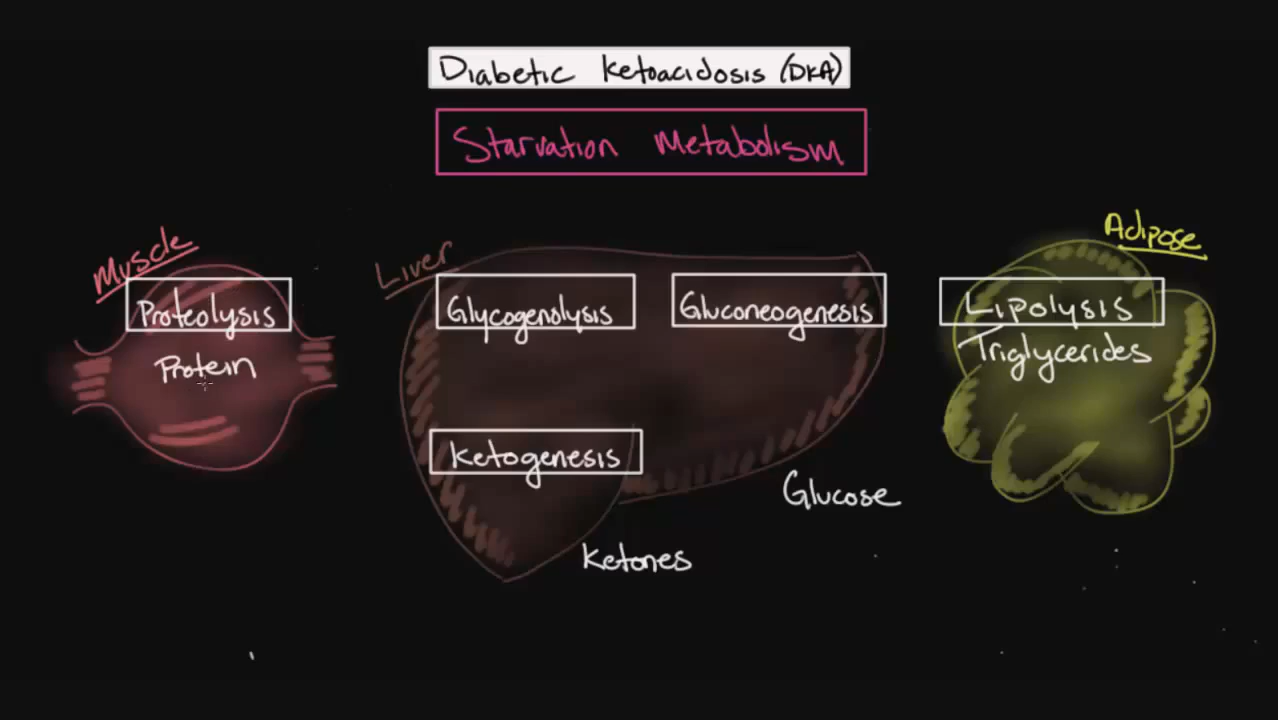 Diabetic Ketoacidosis (DKA)
Starvation Metabolism
Muscle
Liver
Adipose
Proteolysis
Glycogenolysis
Gluconeogenesis
Lipolysis
Protein
Triglycerides
Ketogenesis
Glucose
Ketones